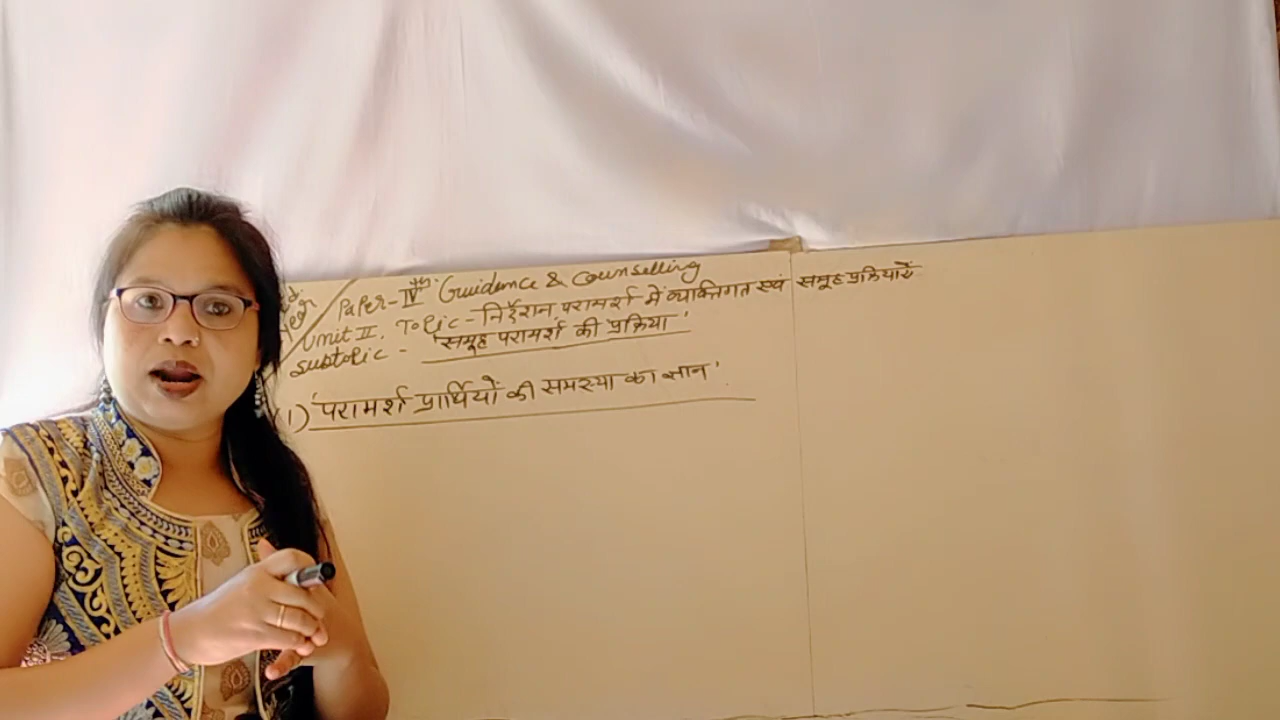 Paper-IVth: Guidence & Counselling
Unit II. Topic - निर्देशन, परामर्श में व्यक्तिगत एवं समूह प्रक्रियायें
subtopic - 'समूह परामर्श की प्रक्रिया'
(1) 'परामर्श प्रार्थियों की समस्या का ज्ञान'